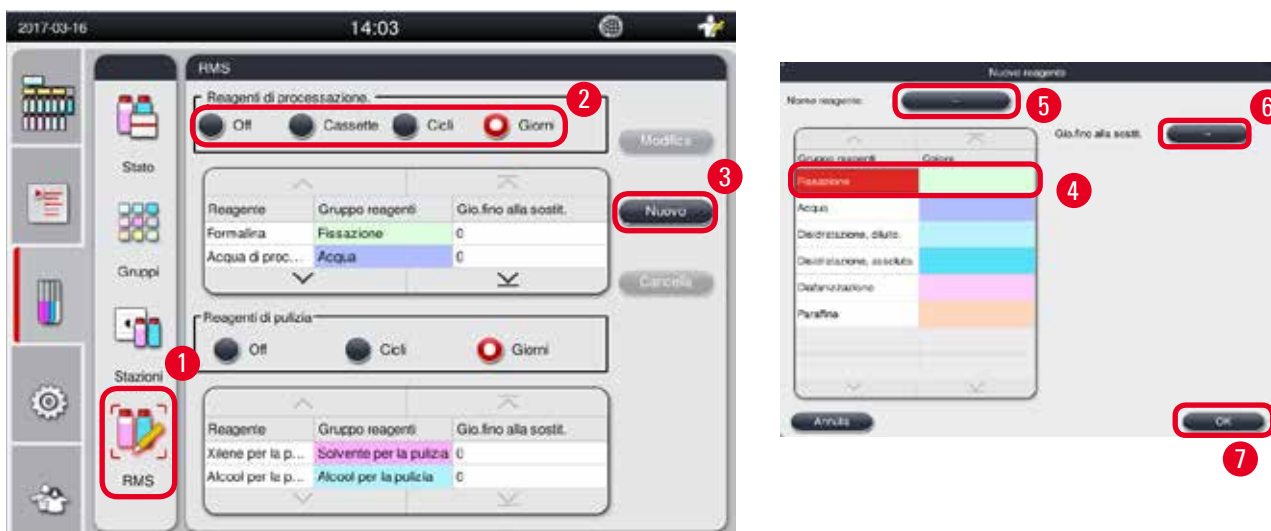 2017-03-16 14:03
RMS
Reagenti di processazione.
2
Off Cassette Cicli Giorni
Modifica
3
Reagente Gruppo reagenti Gio.fino alla sostit.
Nuovo
Formalina Fissazione 0
Acqua di proc... Acqua 0
Cancella
Reagenti di pulizia
Off Cicli Giorni
Reagente Gruppo reagenti Gio.fino alla sostit.
Xilene per la p... Solvente per la pulizia 0
Alcool per la p... Alcool per la pulizia 0
Stato
Gruppi
Stazioni
1
RMS
Nuovo reagente
Nome reagente: --
5
Gio.fino alla sostit. --
6
Gruppo reagenti Colore
Fissazione
4
Acqua
Disidratazione, diluito.
Disidratazione, assoluta
Diafanizzazione
Paraffina
Annulla
OK
7